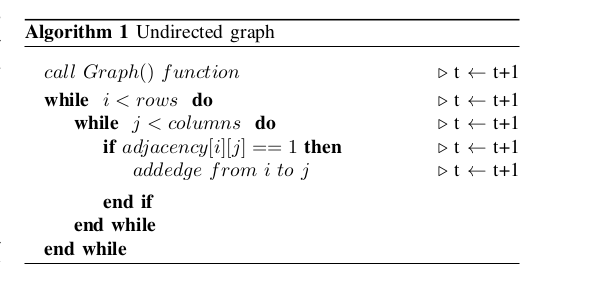 Algorithm 1 Undirected graph
call Graph() function ▷ t ← t+1
while i < rows do ▷ t ← t+1
while j < columns do ▷ t ← t+1
if adjacency[i][j] == 1 then ▷ t ← t+1
addedge from i to j ▷ t ← t+1
end if
end while
end while